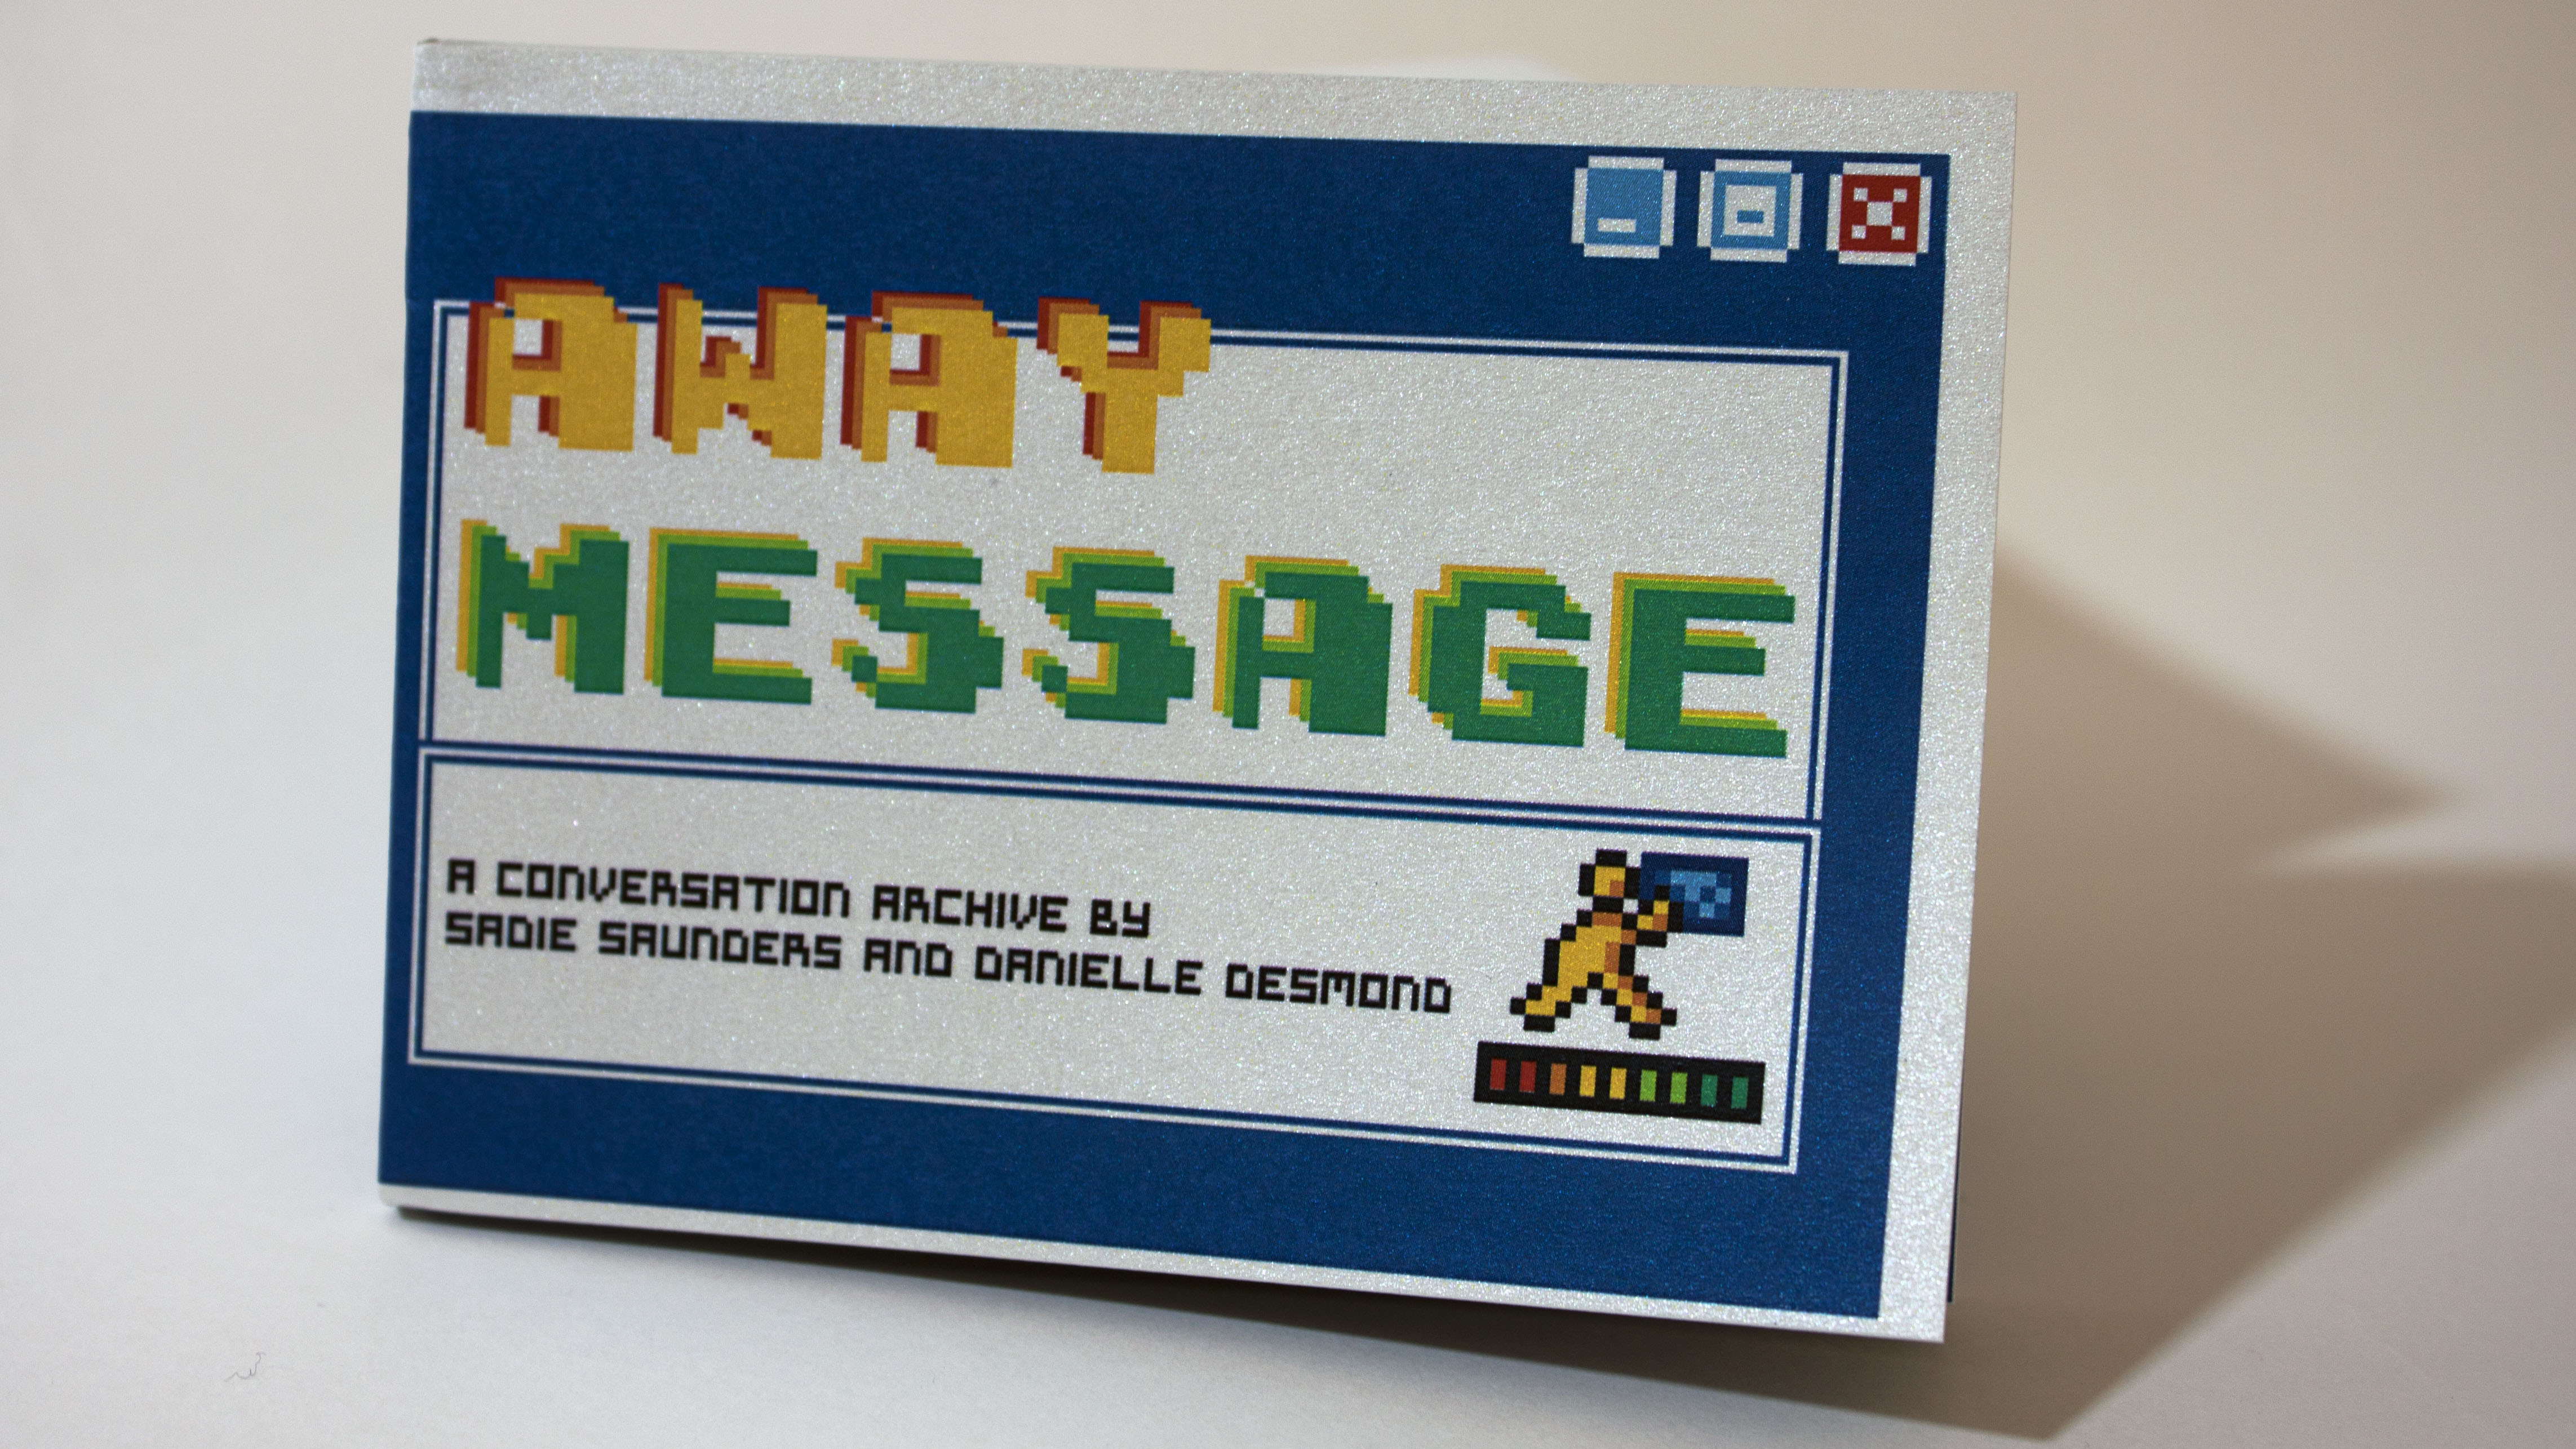 AWAY
MESSAGE
A CONVERSATION ARCHIVE BY
SADIE SAUNDERS AND DANIELLE DESMOND